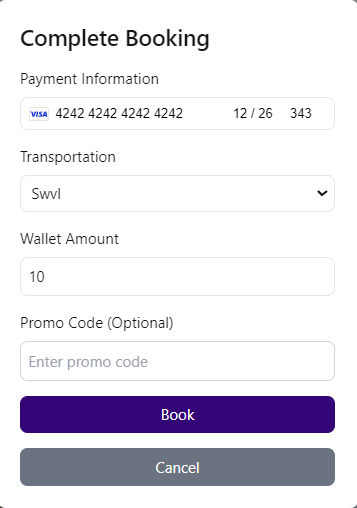 Complete Booking
Payment Information
VISA 4242 4242 4242 4242 12 / 26 343
Transportation
Swvl
Wallet Amount
10
Promo Code (Optional)
Enter promo code
Book
Cancel